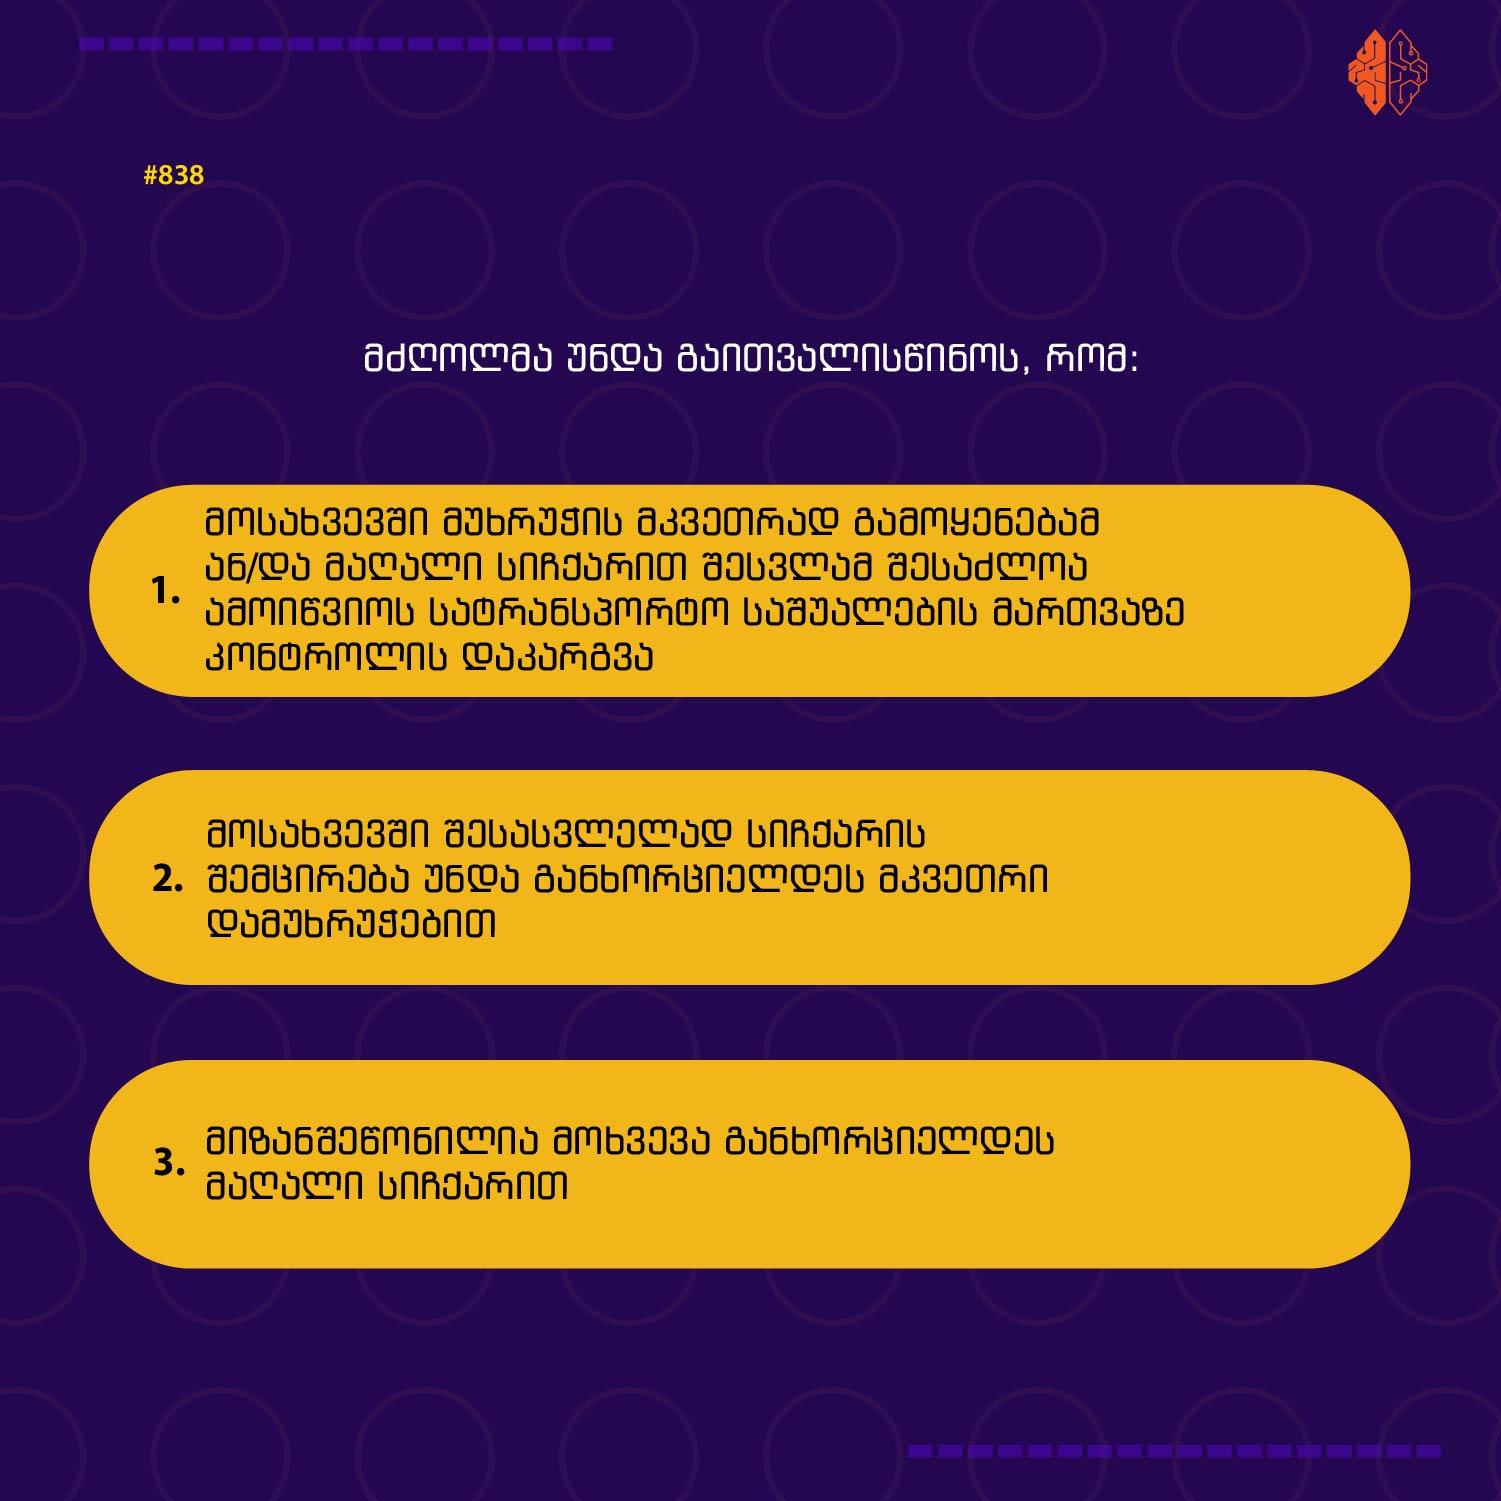 #838
მძღოლმა უნდა გაითვალისწინოს, რომ:
1. მოსახვევში მუხრუჭის მკვეთრად გამოყენებამ
ან/და მაღალი სიჩქარით შესვლამ შესაძლოა
ამოიწვიოს სატრანსპორტო საშუალების მართვაზე
კონტროლის დაკარგვა
2. მოსახვევში შესასვლელად სიჩქარის
შემცირება უნდა განხორციელდეს მკვეთრი
დამუხრუჭებით
3. მიზანშეწონილია მოხვევა განხორციელდეს
მაღალი სიჩქარით